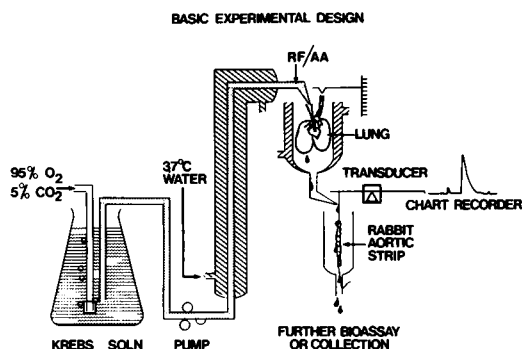 BASIC EXPERIMENTAL DESIGN
RF/AA
LUNG
95% O2
5% CO2
37°C
WATER
TRANSDUCER
CHART RECORDER
RABBIT
AORTIC
STRIP
KREBS SOLN
PUMP
FURTHER BIOASSAY
OR COLLECTION